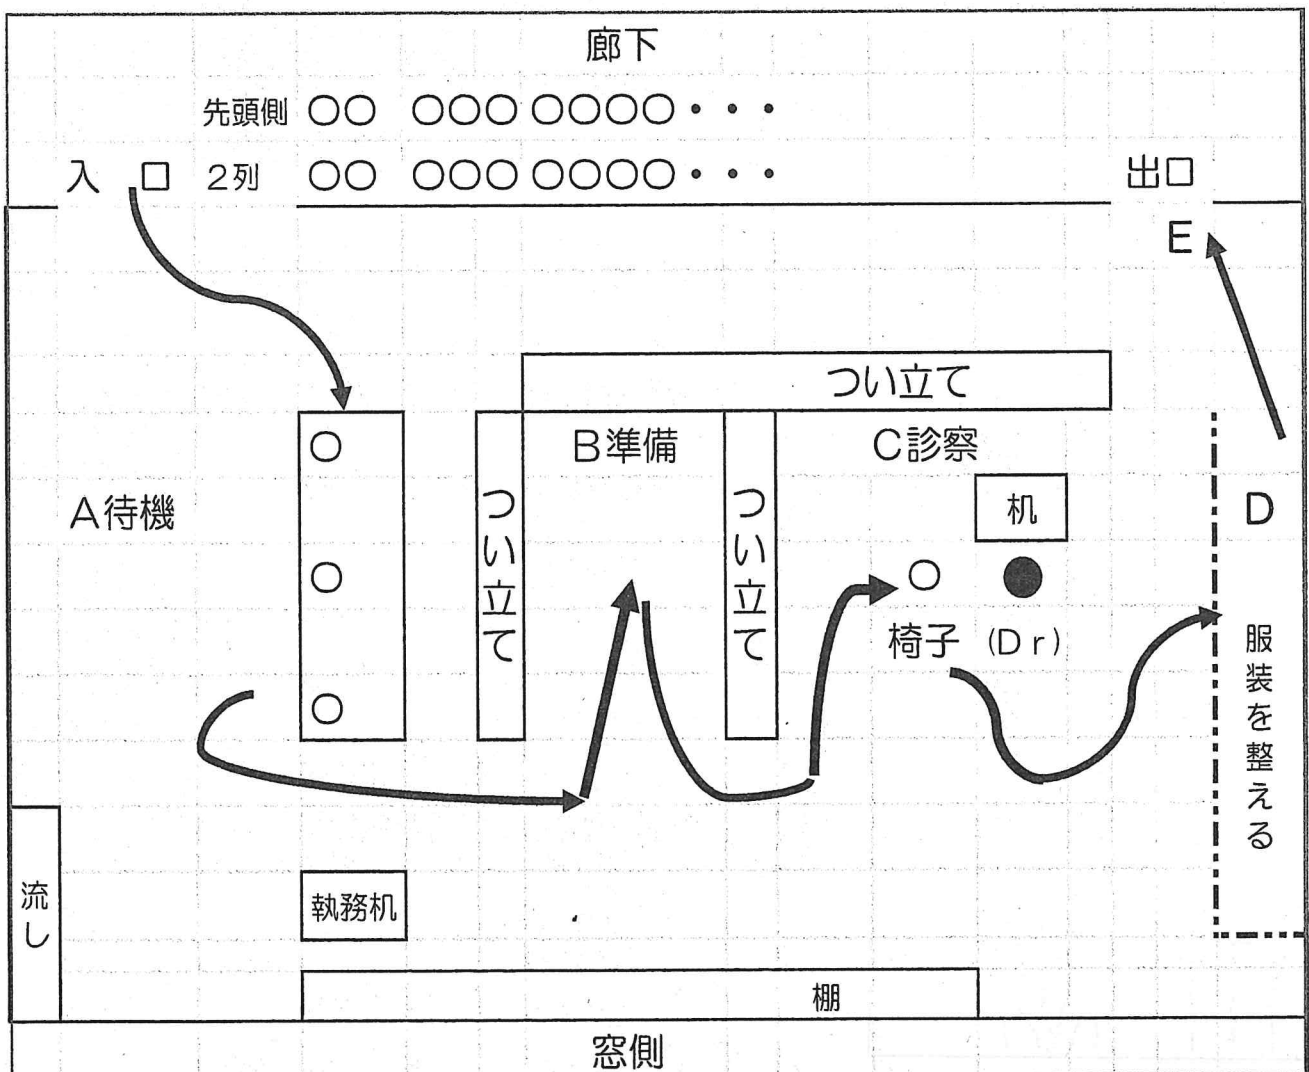 廊下
先頭側 ○○ ○○○ ○○○○・・・
入 口 2列 ○○ ○○○ ○○○○・・・
出口
E
つい立て
B準備
C診察
A待機
つい立て
つい立て
机
D
椅子 (Dr)
服装を整える
流し
執務机
棚
窓側